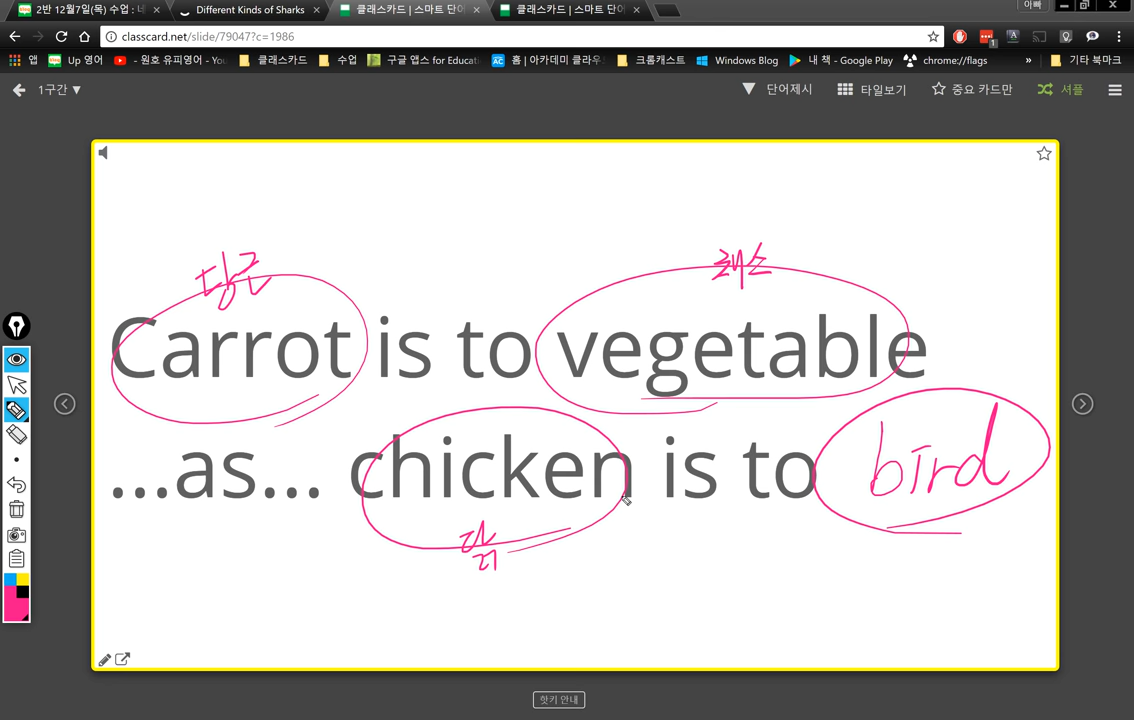 2반 12월7일(목) 수업 : 네
Different Kinds of Sharks
클래스카드 | 스마트 단어
클래스카드 | 스마트 단어
아빠
classcard.net/slide/79047?c=1986
1
앱
Up 영어
- 원호 유피영어 - You
클래스카드
수업
구글 앱스 for Educati
홈 | 아카데미 클라우
크롬캐스트
Windows Blog
내 책 - Google Play
chrome://flags
»
기타 북마크
1구간 ▼
단어제시
타일보기
중요 카드만
셔플
당근
Carrot is to vegetable
...as... chicken is to bird
핫키 안내